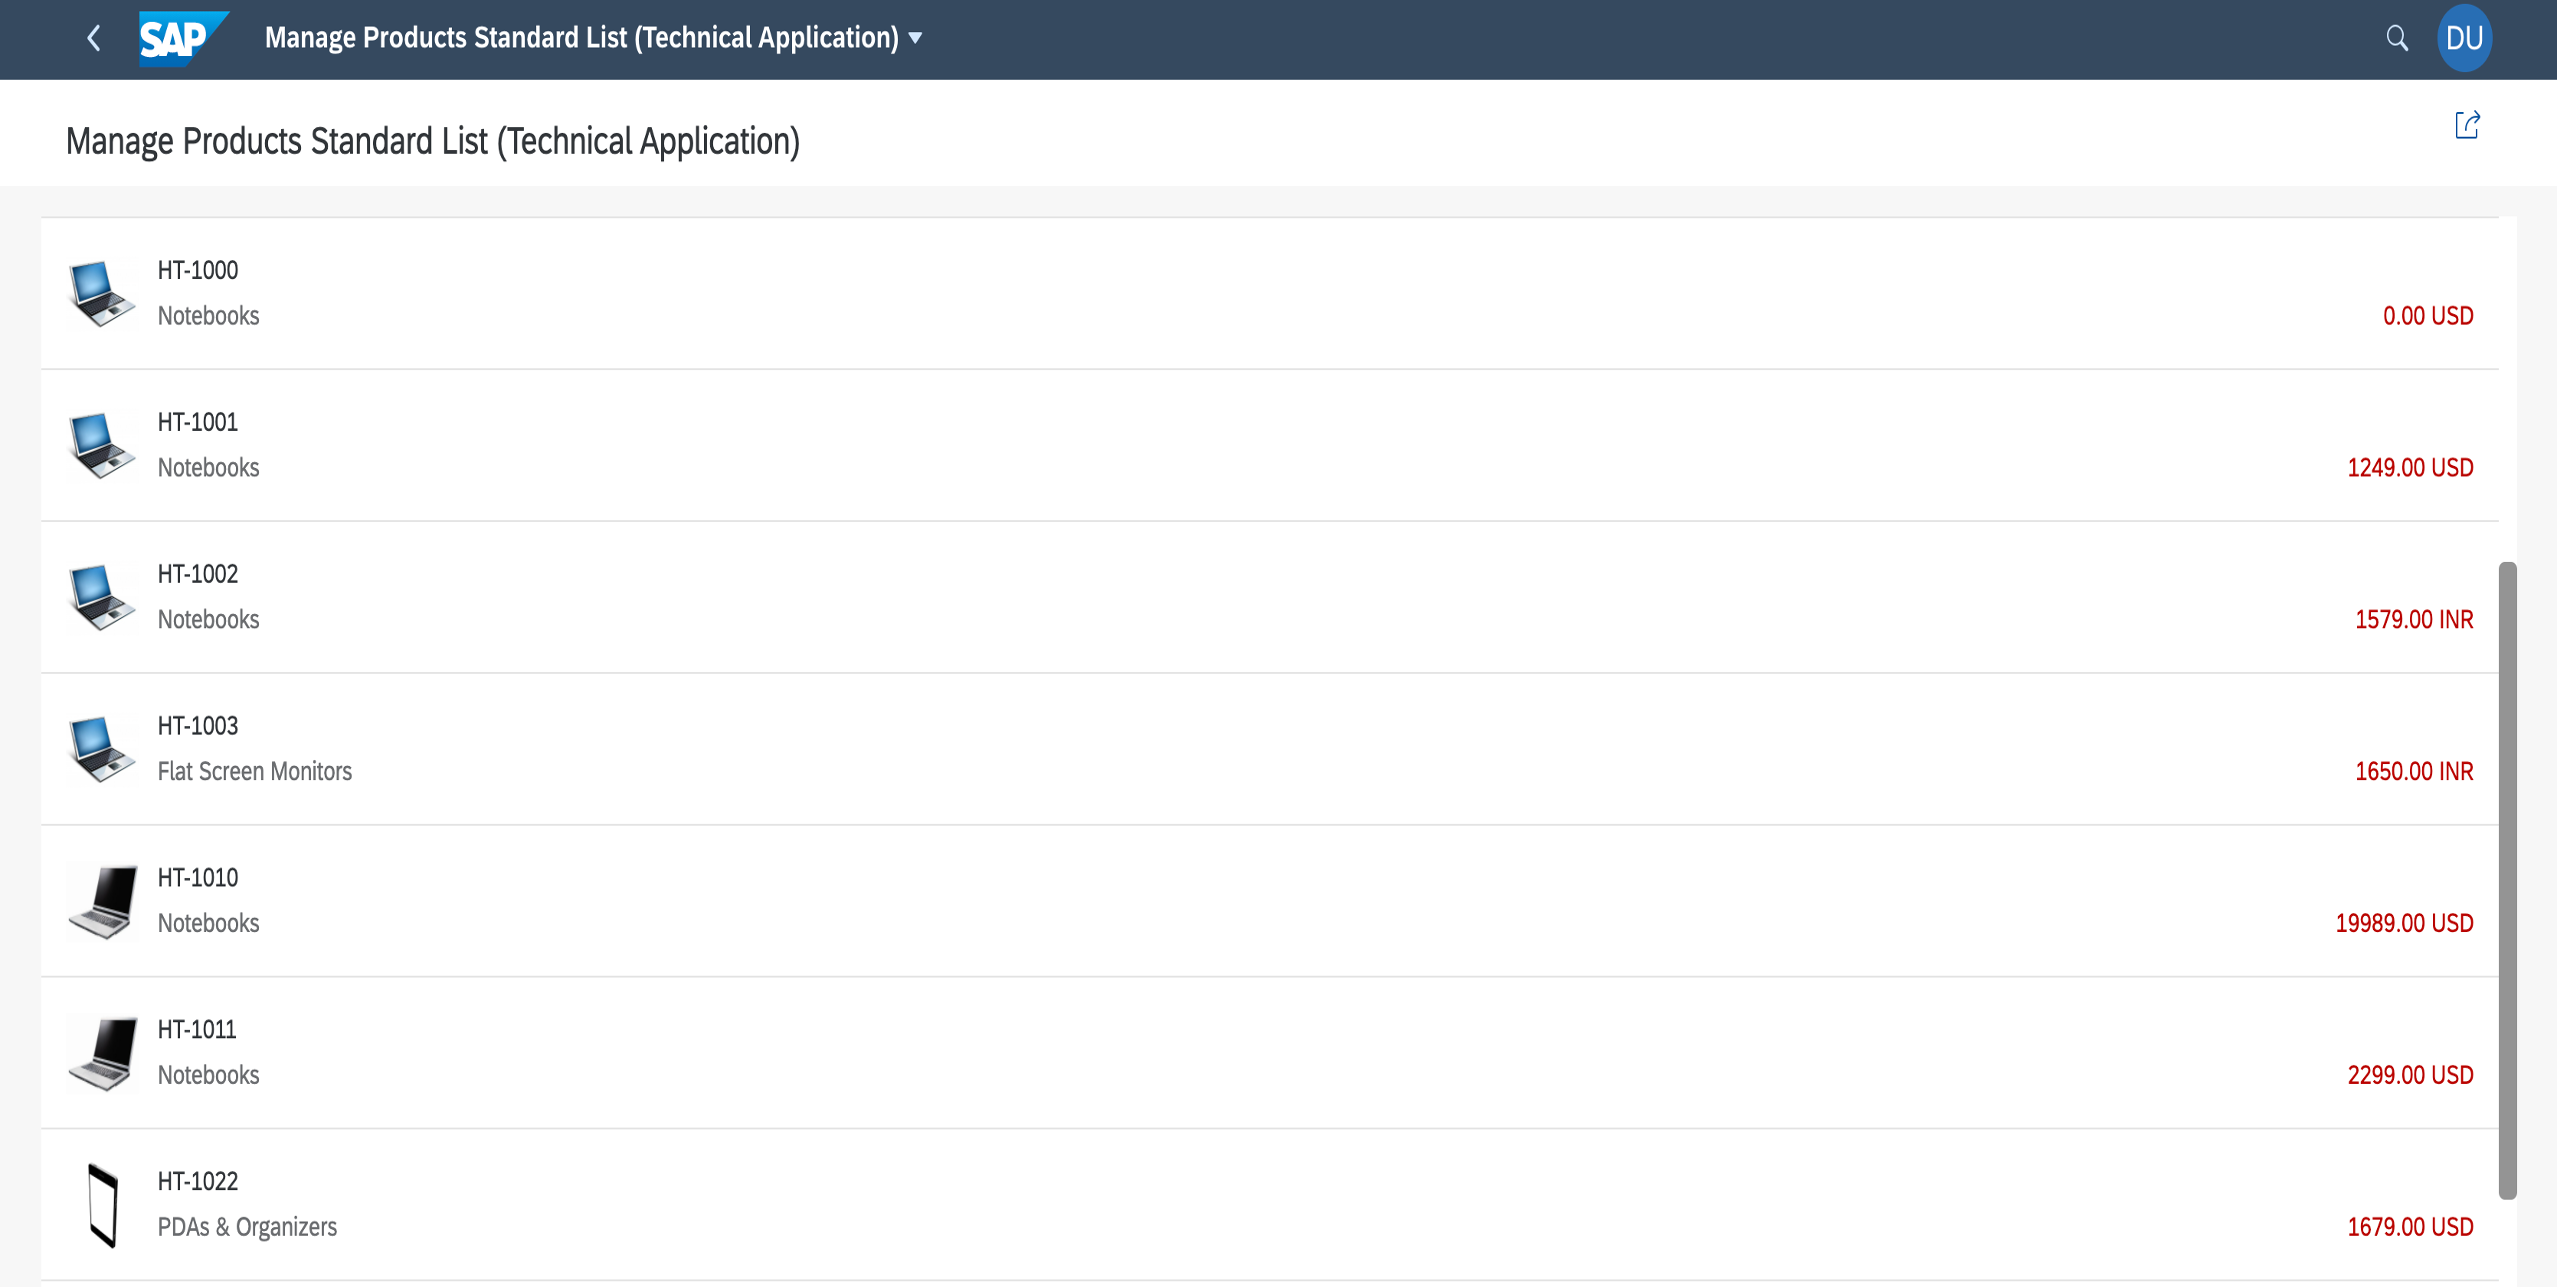 SAP
Manage Products Standard List (Technical Application)
DU
Manage Products Standard List (Technical Application)
HT-1000
Notebooks
0.00 USD
HT-1001
Notebooks
1249.00 USD
HT-1002
Notebooks
1579.00 INR
HT-1003
Flat Screen Monitors
1650.00 INR
HT-1010
Notebooks
19989.00 USD
HT-1011
Notebooks
2299.00 USD
HT-1022
PDAs & Organizers
1679.00 USD